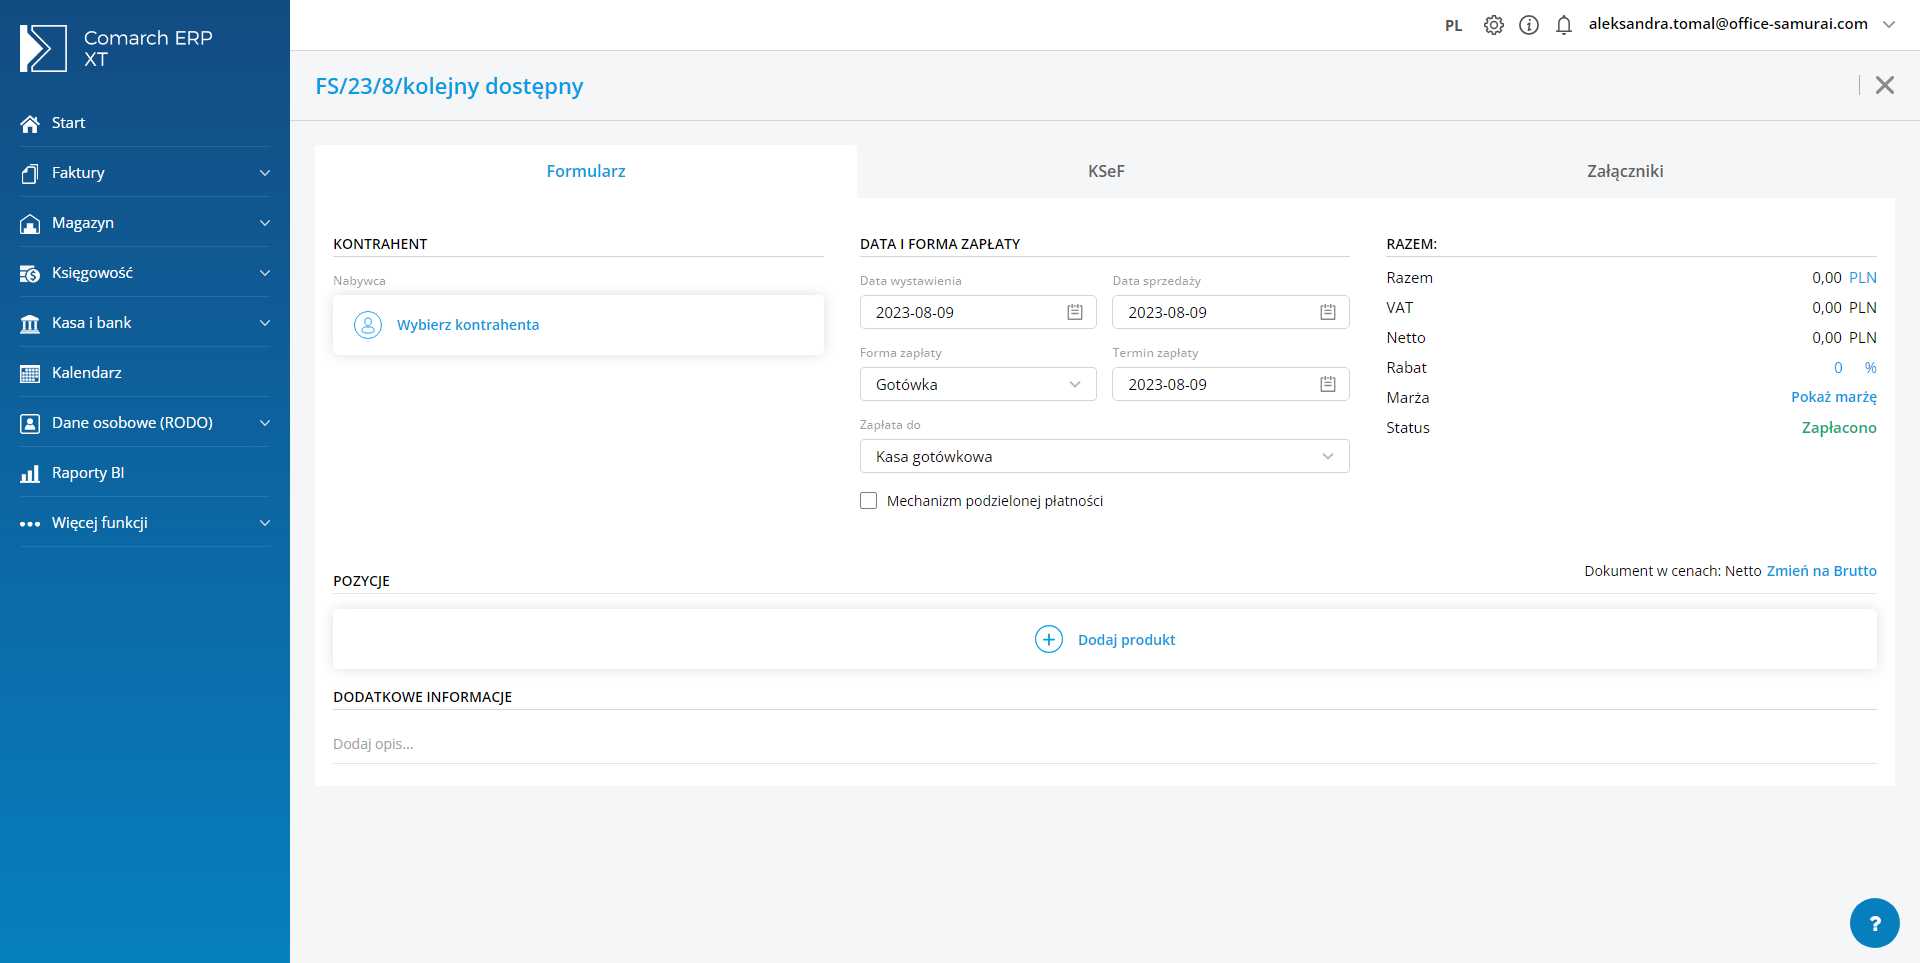 Comarch ERP
XT
Start
Faktury
Magazyn
Księgowość
Kasa i bank
Kalendarz
Dane osobowe (RODO)
Raporty BI
Więcej funkcji
PL
aleksandra.tomal@office-samurai.com
FS/23/8/kolejny dostępny
Formularz
KSeF
Załączniki
KONTRAHENT
Nabywca
Wybierz kontrahenta
DATA I FORMA ZAPŁATY
Data wystawienia
Data sprzedaży
2023-08-09
2023-08-09
Forma zapłaty
Termin zapłaty
Gotówka
2023-08-09
Zapłata do
Kasa gotówkowa
Mechanizm podzielonej płatności
RAZEM:
Razem 0,00 PLN
VAT 0,00 PLN
Netto 0,00 PLN
Rabat 0 %
Marża Pokaż marżę
Status Zapłacono
POZYCJE
Dokument w cenach: Netto Zmień na Brutto
Dodaj produkt
DODATKOWE INFORMACJE
Dodaj opis...
?